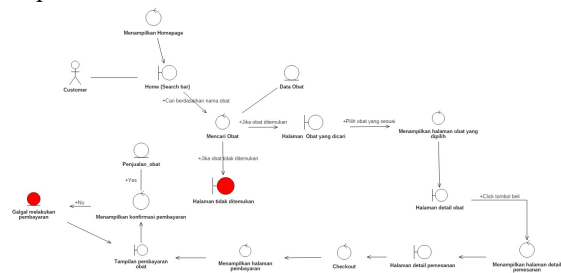 Menampilkan Homepage
Customer
Home (Search bar)
Data Obat
+Cari berdasarkan nama obat
Mencari Obat
+Jika obat ditemukan
Halaman Obat yang dicari
+Pilih obat yang sesuai
Menampilkan halaman obat yang
dipilih
+Jika obat tidak ditemukan
Halaman tidak ditemukan
Penjualan_obat
+Yes
Halaman detail obat
+Click tombol beli
Galgal melakukan
pembayaran
+No
Menampilkan konfirmasi pembayaran
Tampilan pembayaran
obat
Menampilkan halaman
pembayaran
Checkout
Halaman detail pemesanan
Menampilkan halaman detail
pemesanan